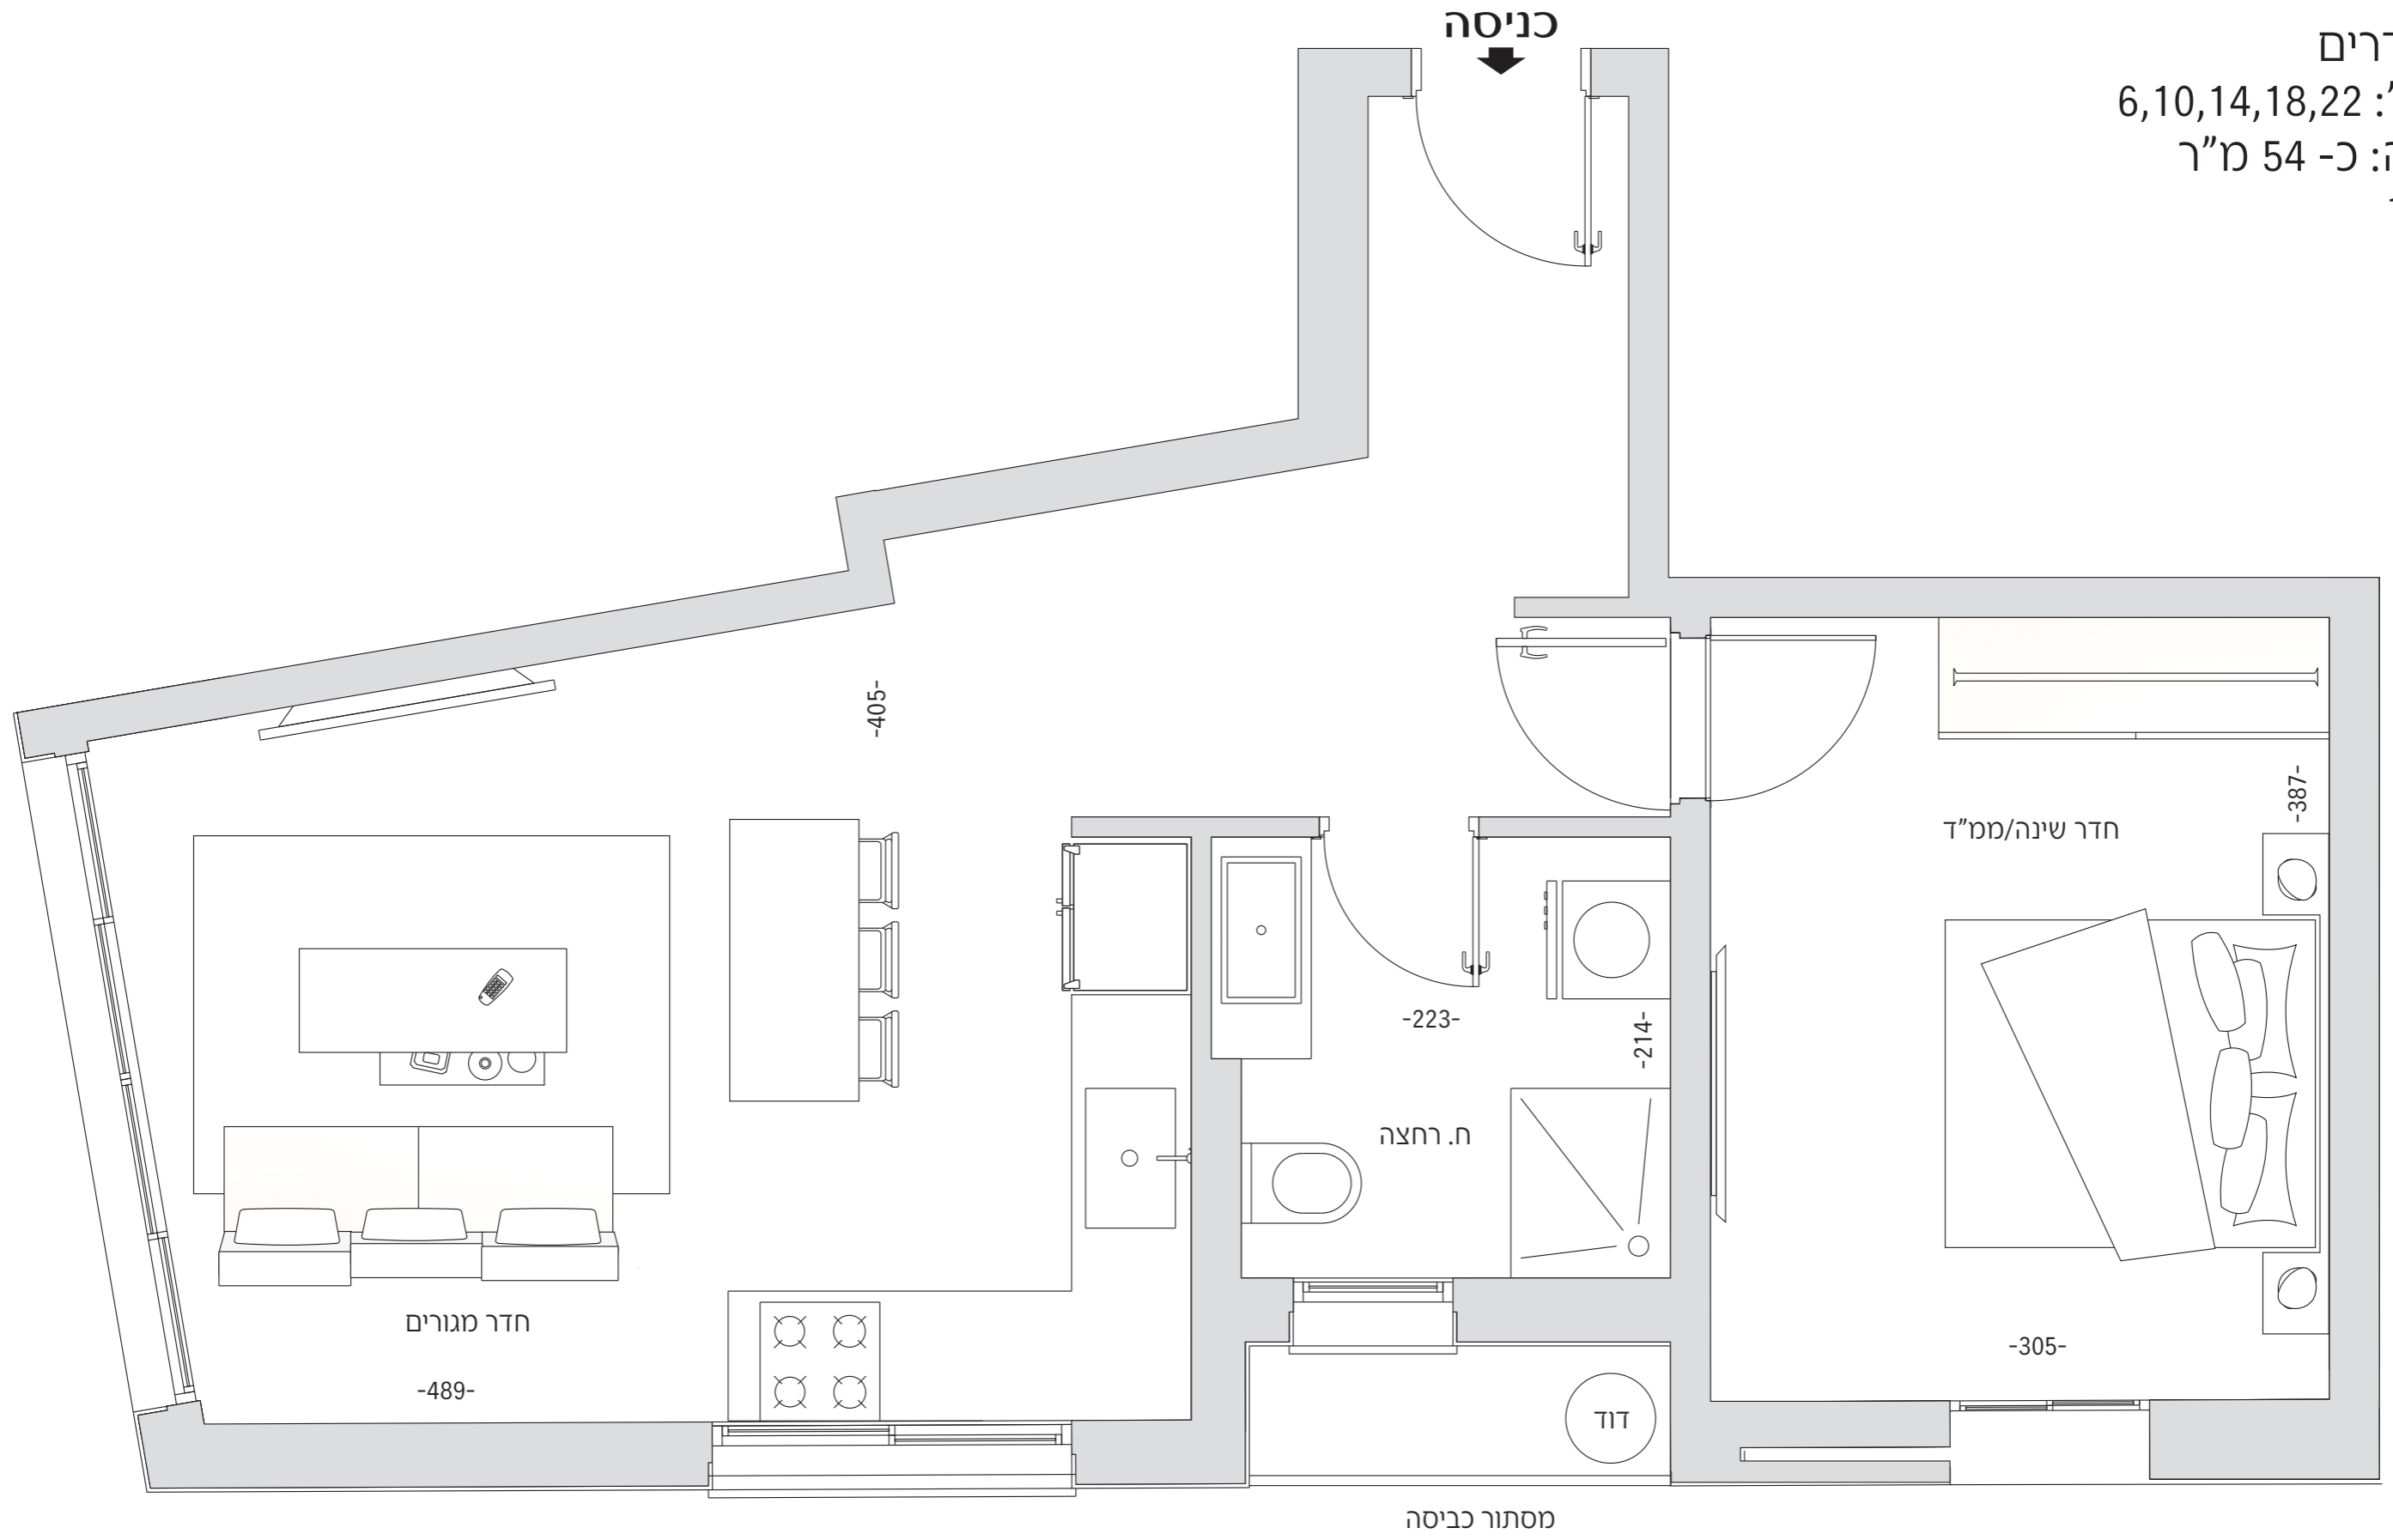 כניסה
6,10,14,18,22
כ- 54 מ"ר
-405-
-387-
חדר שינה/ממ"ד
-223-
-214-
ח. רחצה
חדר מגורים
-489-
-305-
דוד
מסתור כביסה